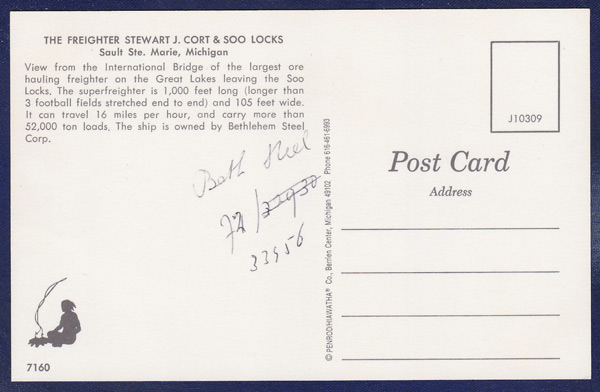 THE FREIGHTER STEWART J. CORT & SOO LOCKS
Sault Ste. Marie, Michigan
View from the International Bridge of the largest ore
hauling freighter on the Great Lakes leaving the Soo
Locks. The superfreighter is 1,000 feet long (longer than
3 football fields stretched end to end) and 105 feet wide.
It can travel 16 miles per hour, and carry more than
52,000 ton loads. The ship is owned by Bethlehem Steel
Corp.
Beth Steel
72/33930
33956
7160
© PENROD/HIAWATHA® Co., Berrien Center, Michigan 49102 Phone 616-461-6993
J10309
Post Card
Address